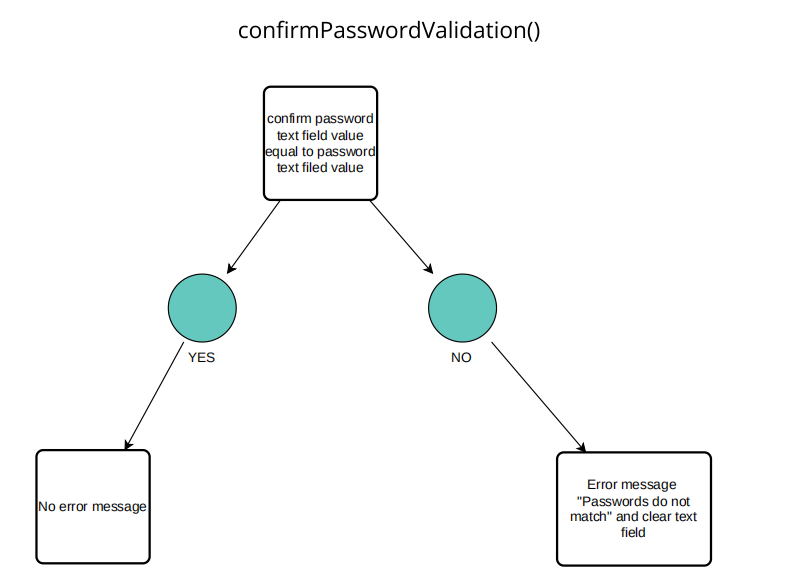 confirmPasswordValidation()
confirm password
text field value
equal to password
text filed value
YES
NO
No error message
Error message
"Passwords do not
match" and clear text
field